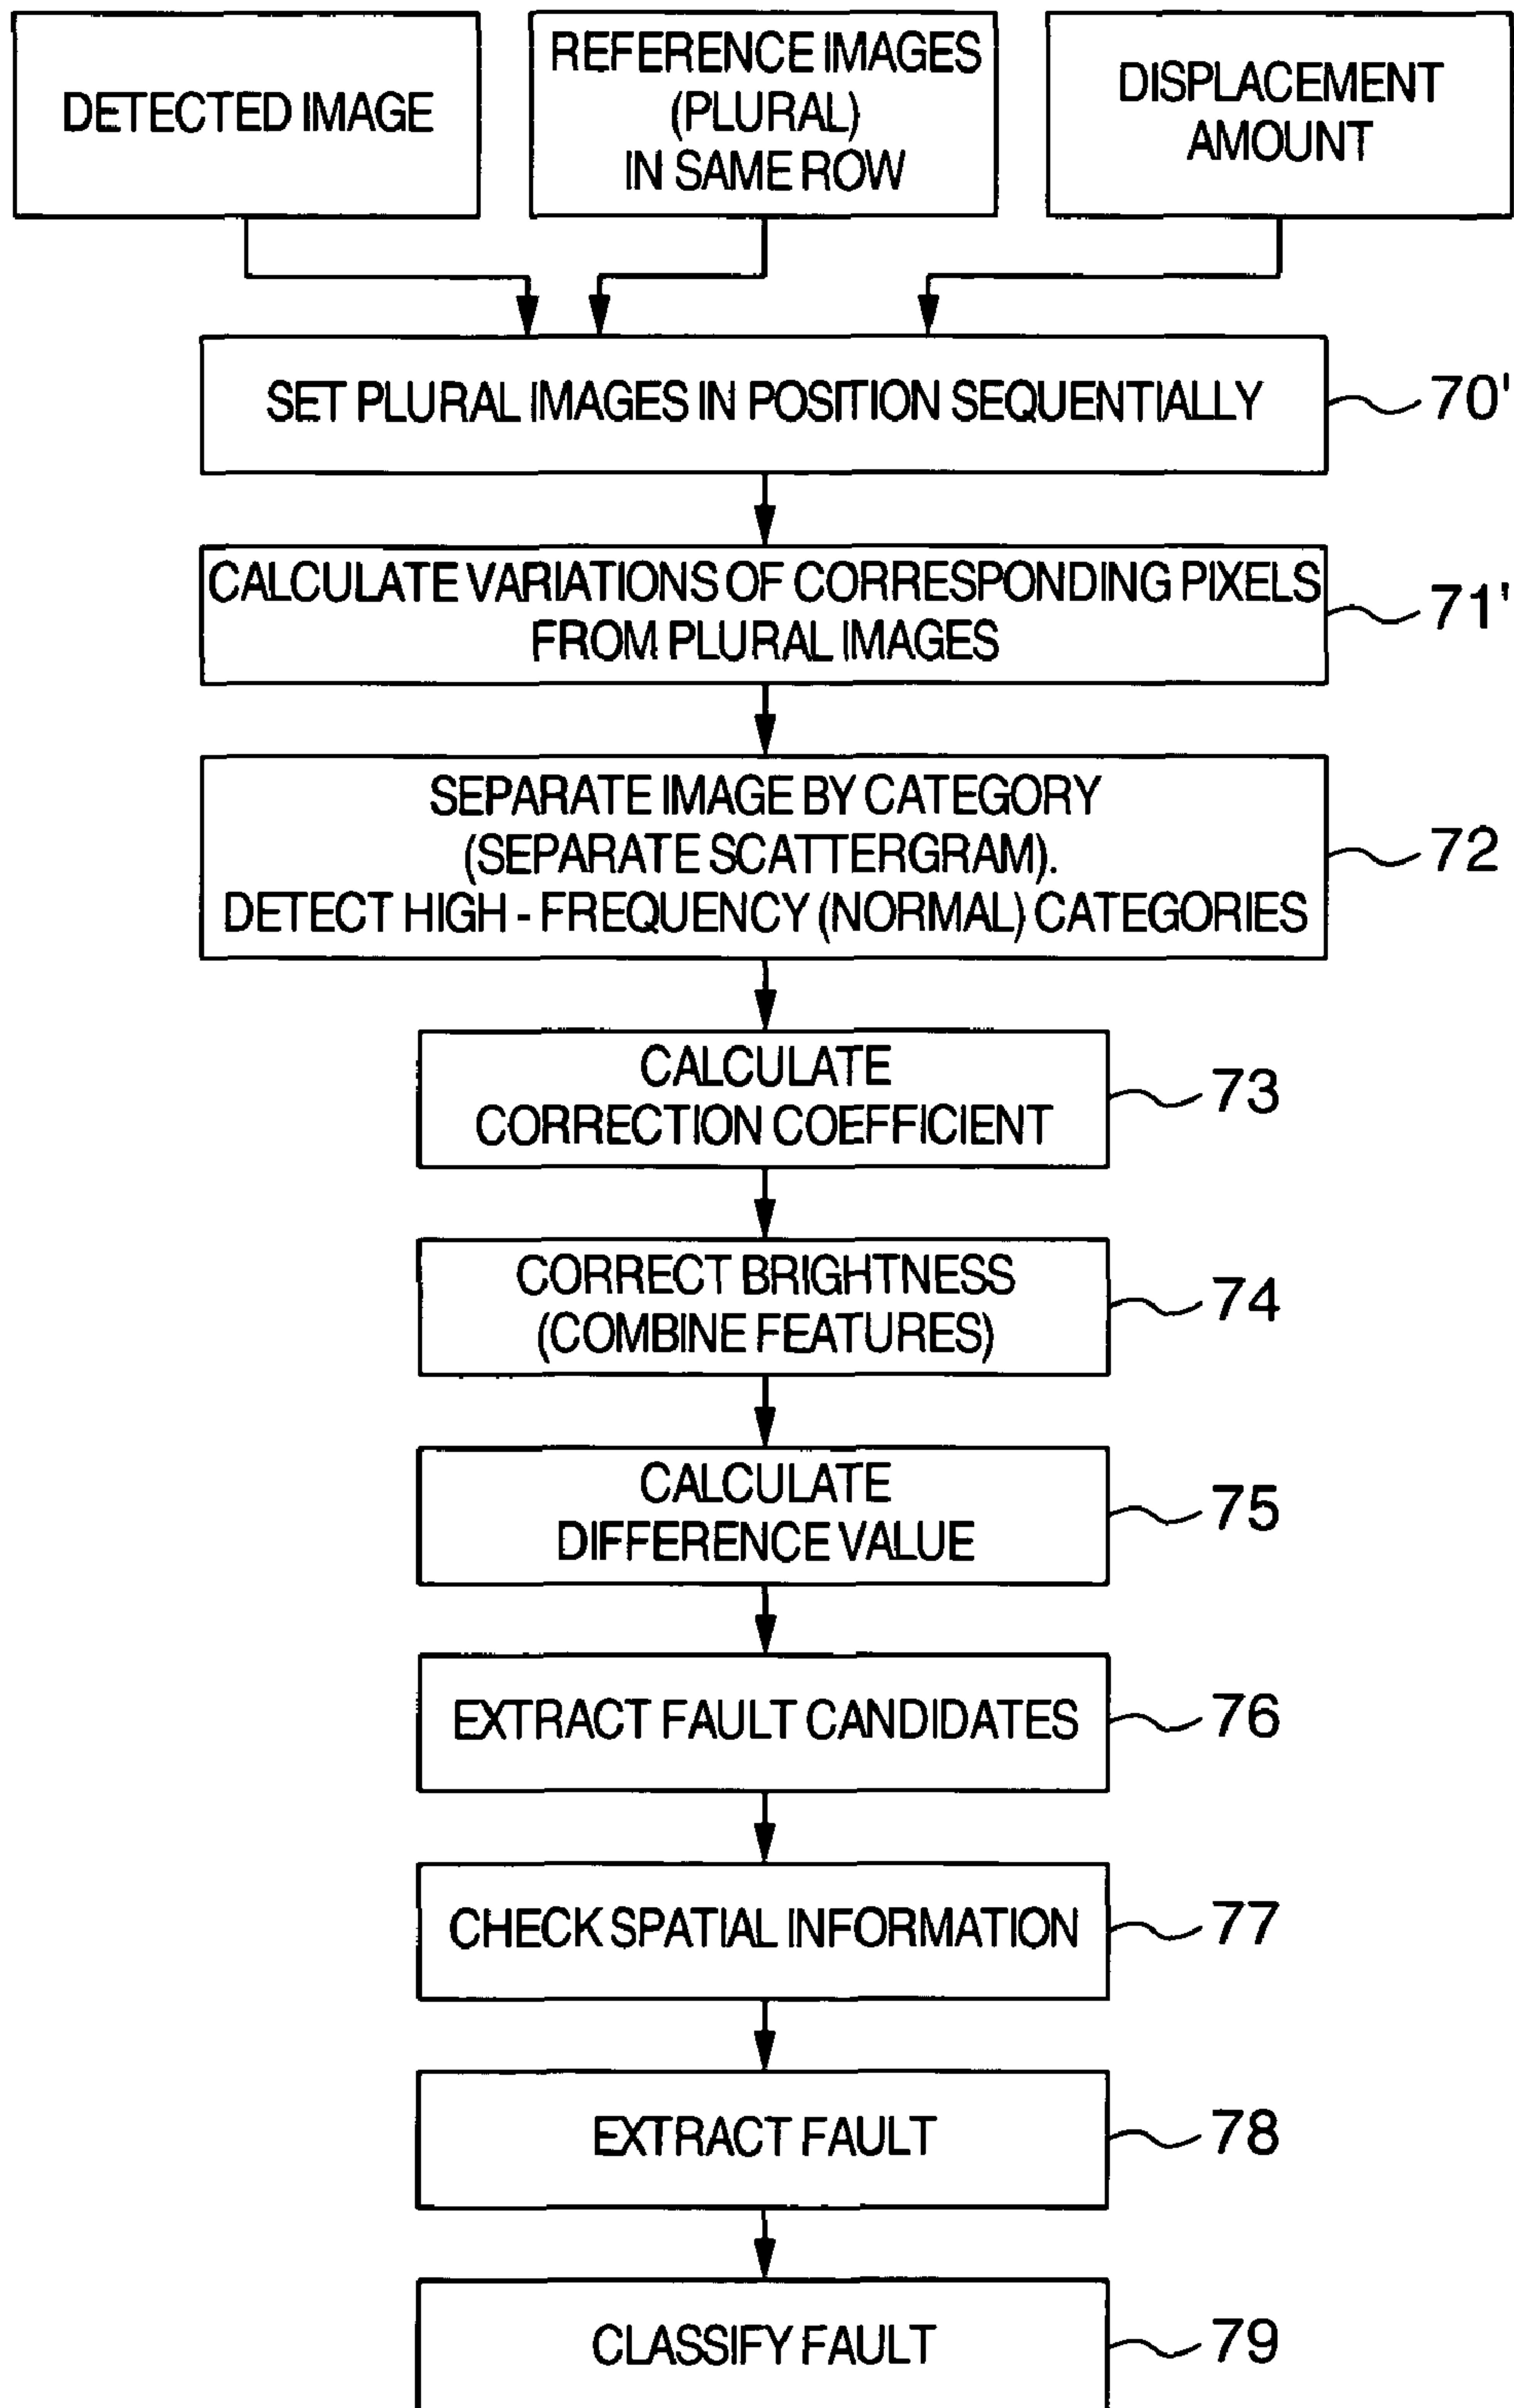 DETECTED IMAGE
REFERENCE IMAGES
(PLURAL)
IN SAME ROW
DISPLACEMENT
AMOUNT
SET PLURAL IMAGES IN POSITION SEQUENTIALLY
70'
CALCULATE VARIATIONS OF CORRESPONDING PIXELS
FROM PLURAL IMAGES
71'
SEPARATE IMAGE BY CATEGORY
(SEPARATE SCATTERGRAM).
DETECT HIGH - FREQUENCY (NORMAL) CATEGORIES
72
CALCULATE
CORRECTION COEFFICIENT
73
CORRECT BRIGHTNESS
(COMBINE FEATURES)
74
CALCULATE
DIFFERENCE VALUE
75
EXTRACT FAULT CANDIDATES
76
CHECK SPATIAL INFORMATION
77
EXTRACT FAULT
78
CLASSIFY FAULT
79